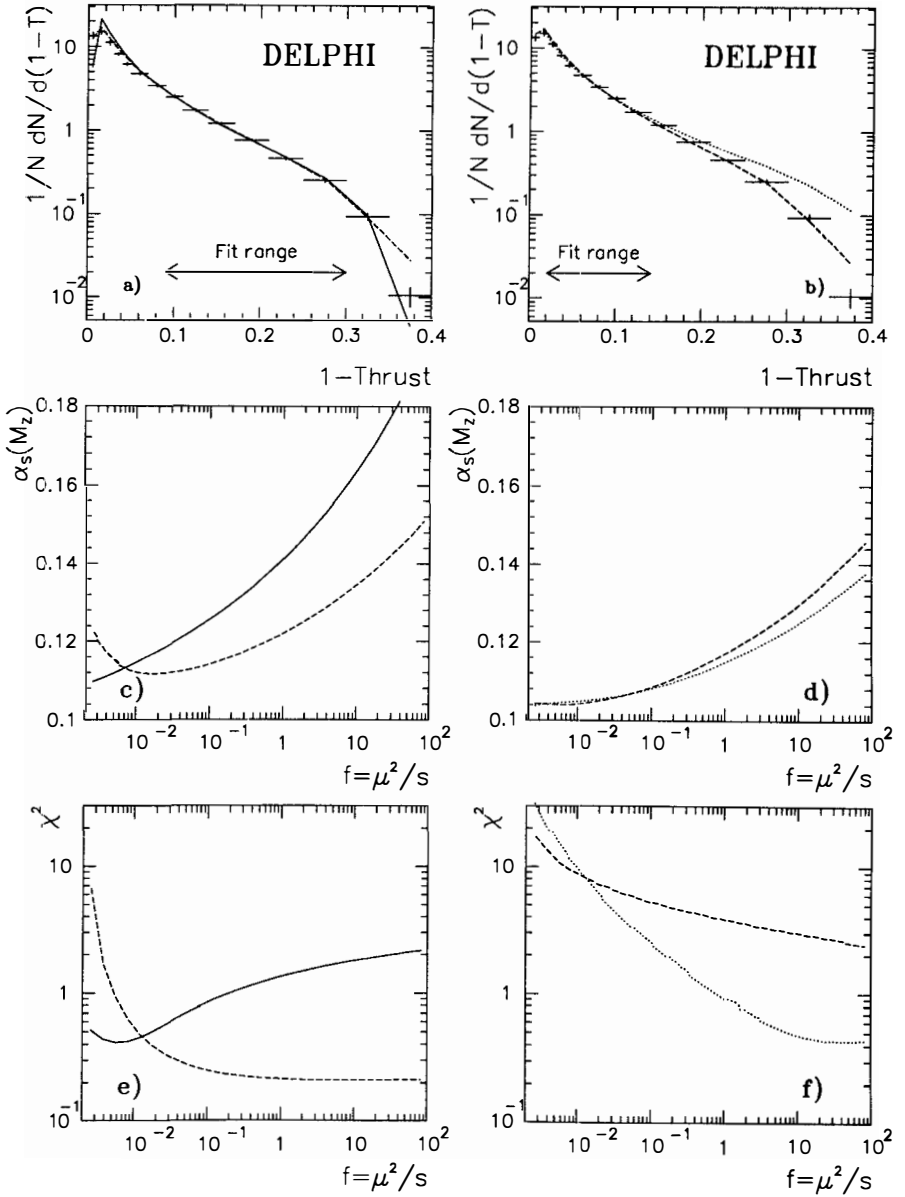 1/N dN/d(1−T)
DELPHI
10
1
10⁻¹
10⁻²
Fit range
a)
0 0.1 0.2 0.3 0.4
1−Thrust
1/N dN/d(1−T)
DELPHI
10
1
10⁻¹
10⁻²
Fit range
b)
0 0.1 0.2 0.3 0.4
1−Thrust
αs(Mz)
0.18
0.16
0.14
0.12
0.1
c)
10⁻² 10⁻¹ 1 10 10²
f=μ²/s
αs(Mz)
0.18
0.16
0.14
0.12
0.1
d)
10⁻² 10⁻¹ 1 10 10²
f=μ²/s
χ²
10
1
10⁻¹
e)
10⁻² 10⁻¹ 1 10 10²
f=μ²/s
χ²
10
1
10⁻¹
f)
10⁻² 10⁻¹ 1 10 10²
f=μ²/s